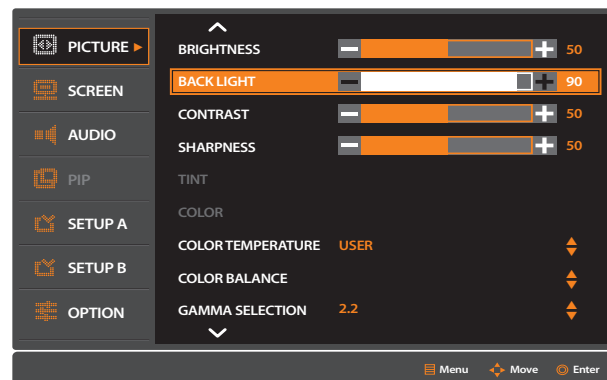 PICTURE
SCREEN
AUDIO
PIP
SETUP A
SETUP B
OPTION
BRIGHTNESS 50
BACK LIGHT 90
CONTRAST 50
SHARPNESS 50
TINT
COLOR
COLOR TEMPERATURE USER
COLOR BALANCE
GAMMA SELECTION 2.2
Menu Move Enter